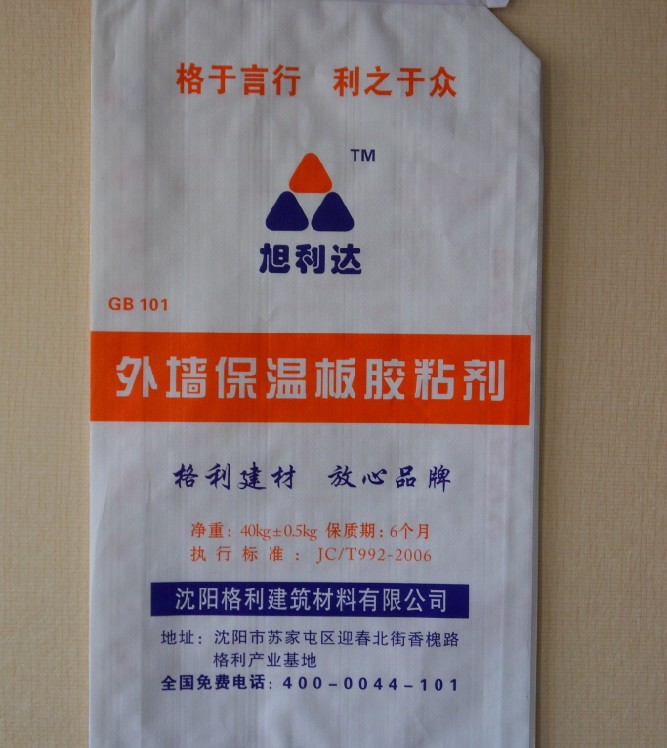 格于言行 利之于众
TM
旭利达
GB 101
外墙保温板胶粘剂
格利建材 放心品牌
净重：40kg±0.5kg 保质期：6个月
执行标准：JC/T992-2006
沈阳格利建筑材料有限公司
地址：沈阳市苏家屯区迎春北街香槐路
格利产业基地
全国免费电话：400-0044-101